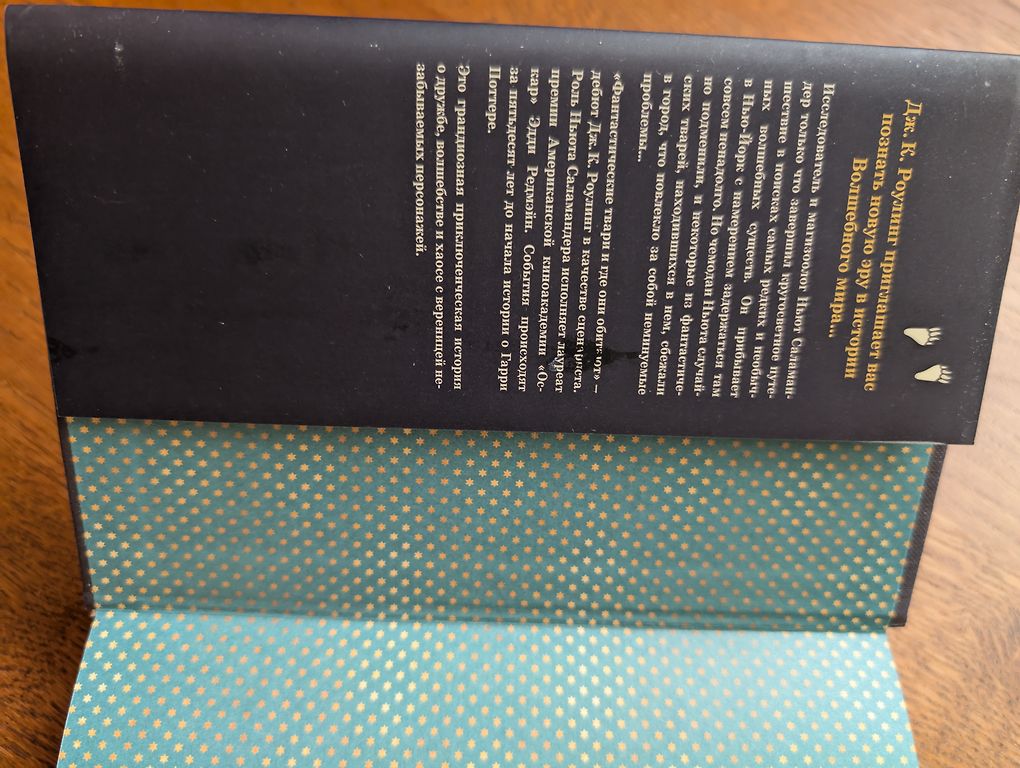 Дж. К. Роулинг приглашает вас
познать новую эру в истории
Волшебного мира...
Исследователь и магизоолог Ньют Саламан-
дер только что завершил кругосветное путе-
шествие в поисках самых редких и необыч-
ных волшебных существ. Он прибывает
в Нью-Йорк с намерением задержаться там
совсем ненадолго. Но чемодан Ньюта случай-
но подменили, и некоторые из фантастиче-
ских тварей, находившихся в нем, сбежали
в город, что повлекло за собой неминуемые
проблемы...
«Фантастические твари и где они обитают» –
дебют Дж. К. Роулинг в качестве сценариста.
Роль Ньюта Саламандера исполняет лауреат
премии Американской киноакадемии «Ос-
кар» Эдди Редмэйн. События происходят
за пятьдесят лет до начала истории о Гарри
Поттере.
Это грандиозная приключенческая история
о дружбе, волшебстве и хаосе с вереницей не-
забываемых персонажей.